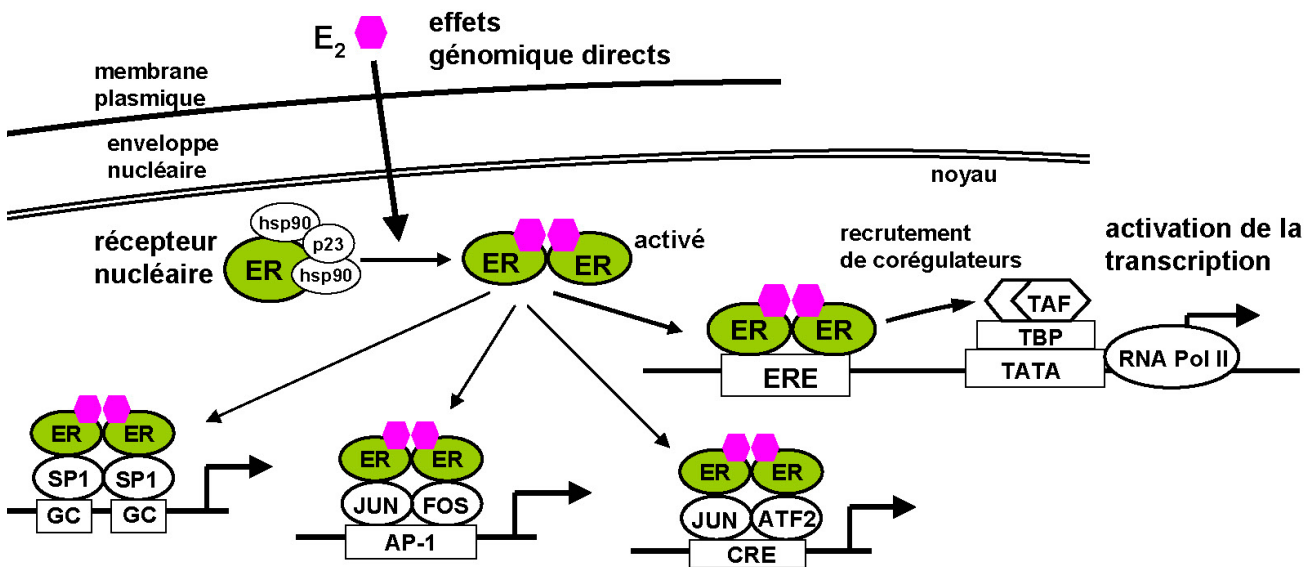 E2
effets
génomique directs
membrane
plasmique
enveloppe
nucléaire
noyau
récepteur
nucléaire
hsp90
p23
hsp90
ER
ER ER
activé
recrutement
de corégulateurs
activation de la
transcription
ER ER
ERE
TAF
TBP
TATA
RNA Pol II
ER ER
SP1 SP1
GC GC
ER ER
JUN FOS
AP-1
ER ER
JUN ATF2
CRE